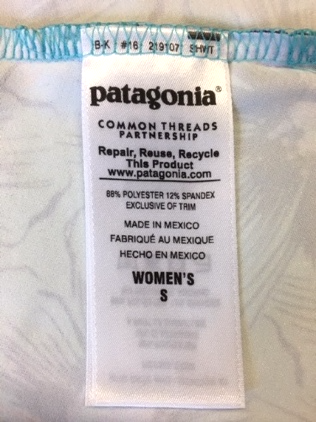 B-K #16 219107 SHWT
patagonia®
COMMON THREADS
PARTNERSHIP
Repair, Reuse, Recycle
This Product
www.patagonia.com
88% POLYESTER 12% SPANDEX
EXCLUSIVE OF TRIM
MADE IN MEXICO
FABRIQUÉ AU MEXIQUE
HECHO EN MEXICO
WOMEN'S
S